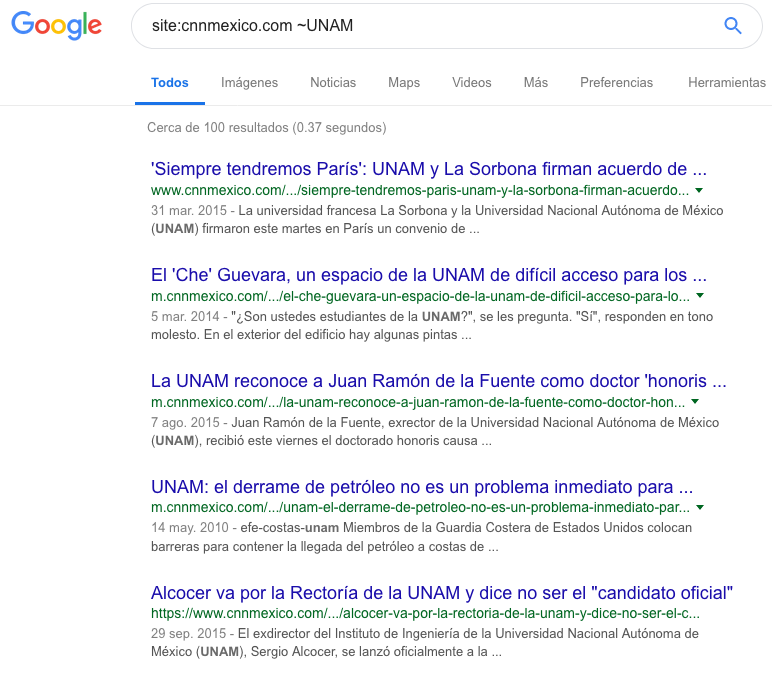 Google
site:cnnmexico.com ~UNAM
Todos Imágenes Noticias Maps Videos Más Preferencias Herramientas
Cerca de 100 resultados (0.37 segundos)
'Siempre tendremos París': UNAM y La Sorbona firman acuerdo de ...
www.cnnmexico.com/.../siempre-tendremos-paris-unam-y-la-sorbona-firman-acuerdo...
31 mar. 2015 - La universidad francesa La Sorbona y la Universidad Nacional Autónoma de México
(UNAM) firmaron este martes en París un convenio de ...
El 'Che' Guevara, un espacio de la UNAM de difícil acceso para los ...
m.cnnmexico.com/.../el-che-guevara-un-espacio-de-la-unam-de-dificil-acceso-para-lo...
5 mar. 2014 - "¿Son ustedes estudiantes de la UNAM?", se les pregunta. "Sí", responden en tono
molesto. En el exterior del edificio hay algunas pintas ...
La UNAM reconoce a Juan Ramón de la Fuente como doctor 'honoris ...
m.cnnmexico.com/.../la-unam-reconoce-a-juan-ramon-de-la-fuente-como-doctor-hon...
7 ago. 2015 - Juan Ramón de la Fuente, exrector de la Universidad Nacional Autónoma de México
(UNAM), recibió este viernes el doctorado honoris causa ...
UNAM: el derrame de petróleo no es un problema inmediato para ...
m.cnnmexico.com/.../unam-el-derrame-de-petroleo-no-es-un-problema-inmediato-par...
14 may. 2010 - efe-costas-unam Miembros de la Guardia Costera de Estados Unidos colocan
barreras para contener la llegada del petróleo a costas de ...
Alcocer va por la Rectoría de la UNAM y dice no ser el "candidato oficial"
https://www.cnnmexico.com/.../alcocer-va-por-la-rectoria-de-la-unam-y-dice-no-ser-el-c...
29 sep. 2015 - El exdirector del Instituto de Ingeniería de la Universidad Nacional Autónoma de
México (UNAM), Sergio Alcocer, se lanzó oficialmente a la ...